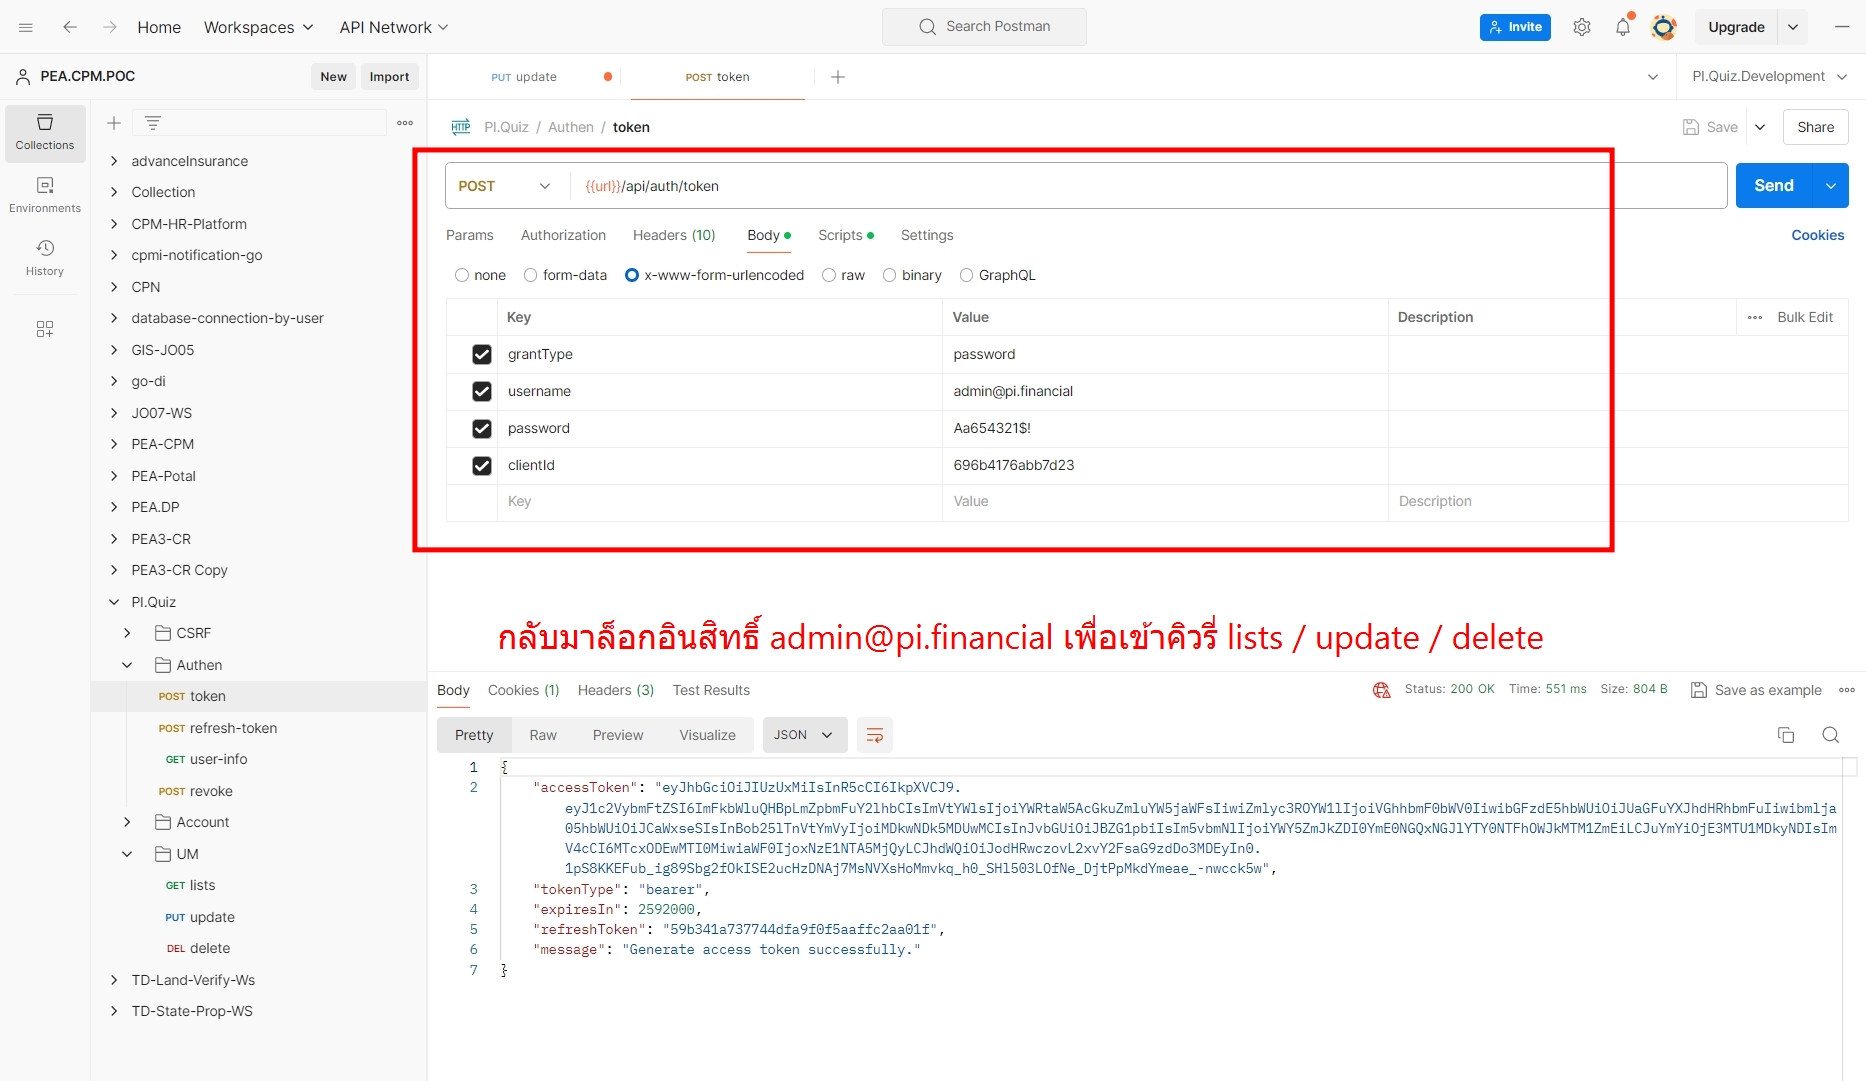 Home Workspaces API Network Search Postman Invite Upgrade
PEA.CPM.POC New Import PUT update POST token PI.Quiz.Development
Collections
Environments
History
advanceInsurance
Collection
CPM-HR-Platform
cpmi-notification-go
CPN
database-connection-by-user
GIS-JO05
go-di
JO07-WS
PEA-CPM
PEA-Potal
PEA.DP
PEA3-CR
PEA3-CR Copy
PI.Quiz
CSRF
Authen
POST token
POST refresh-token
GET user-info
POST revoke
Account
UM
GET lists
PUT update
DEL delete
TD-Land-Verify-Ws
TD-State-Prop-WS
HTTP PI.Quiz / Authen / token Save Share
POST {{url}}/api/auth/token Send
Params Authorization Headers (10) Body Scripts Settings Cookies
none form-data x-www-form-urlencoded raw binary GraphQL
Key Value Description Bulk Edit
grantType password
username admin@pi.financial
password Aa654321$!
clientId 696b4176abb7d23
Key Value Description
กลับมาล็อกอินสิทธิ์ admin@pi.financial เพื่อเข้าคิวรี่ lists / update / delete
Body Cookies (1) Headers (3) Test Results Status: 200 OK Time: 551 ms Size: 804 B Save as example
Pretty Raw Preview Visualize JSON
1 {
2 "accessToken": "eyJhbGciOiJIUzUxMiIsInR5cCI6IkpXVCJ9.
eyJ1c2VybmFtZSI6ImFkbWluQHBpLmZpbmFuY2lhbCIsImVtYWlsIjoiYWRtaW5AcGkuZmluYW5jaWFsIiwiZmlyc3ROYW1lIjoiVGhhbmF0bWV0IiwibGFzdE5hbWUiOiJUaGFuYXJhdHRhbmFuIiwibmlja
05hbWUiOiJCaWxseSIsInBob25lTnVtYmVyIjoiMDkwNDk5MDUwMCIsInJvbGUiOiJBZG1pbiIsIm5vbmNlIjoiYWY5ZmJkZDI0YmE0NGQxNGJlYTY0NTFhOWJkMTM1ZmEiLCJuYmYiOjE3MTU1MDkyNDIsIm
V4cCI6MTcxODEwMTI0MiwiaWF0IjoxNzE1NTA5MjQyLCJhdWQiOiJodHRwczovL2xvY2FsaG9zdDo3MDEyIn0.
1pS8KKEFub_ig89Sbg2fOkISE2ucHzDNAj7MsNVXsHoMmvkq_h0_SHl503LOfNe_DjtPpMkdYmeae_-nwcck5w",
3 "tokenType": "bearer",
4 "expiresIn": 2592000,
5 "refreshToken": "59b341a737744dfa9f0f5aaffc2aa01f",
6 "message": "Generate access token successfully."
7 }